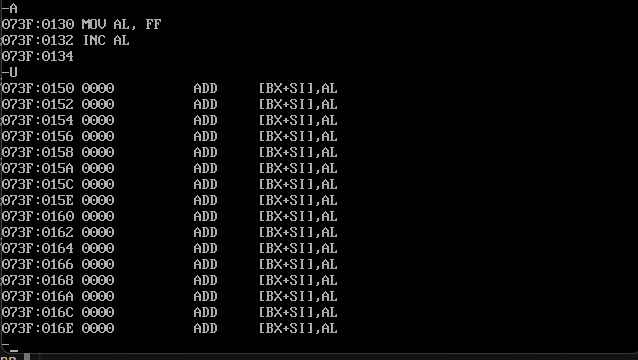 -A
073F:0130 MOV AL, FF
073F:0132 INC AL
073F:0134
-U
073F:0150 0000 ADD [BX+SI],AL
073F:0152 0000 ADD [BX+SI],AL
073F:0154 0000 ADD [BX+SI],AL
073F:0156 0000 ADD [BX+SI],AL
073F:0158 0000 ADD [BX+SI],AL
073F:015A 0000 ADD [BX+SI],AL
073F:015C 0000 ADD [BX+SI],AL
073F:015E 0000 ADD [BX+SI],AL
073F:0160 0000 ADD [BX+SI],AL
073F:0162 0000 ADD [BX+SI],AL
073F:0164 0000 ADD [BX+SI],AL
073F:0166 0000 ADD [BX+SI],AL
073F:0168 0000 ADD [BX+SI],AL
073F:016A 0000 ADD [BX+SI],AL
073F:016C 0000 ADD [BX+SI],AL
073F:016E 0000 ADD [BX+SI],AL
-_